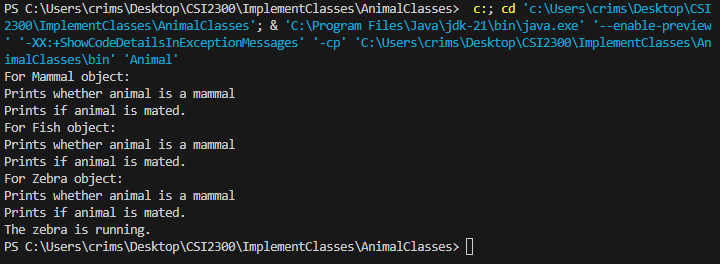 PS C:\Users\crims\Desktop\CSI2300\ImplementClasses\AnimalClasses>  c:; cd 'c:\Users\crims\Desktop\CSI
2300\ImplementClasses\AnimalClasses'; & 'C:\Program Files\Java\jdk-21\bin\java.exe' '--enable-preview
' '-XX:+ShowCodeDetailsInExceptionMessages' '-cp' 'C:\Users\crims\Desktop\CSI2300\ImplementClasses\An
imalClasses\bin' 'Animal'
For Mammal object:
Prints whether animal is a mammal
Prints if animal is mated.
For Fish object:
Prints whether animal is a mammal
Prints if animal is mated.
For Zebra object:
Prints whether animal is a mammal
Prints if animal is mated.
The zebra is running.
PS C:\Users\crims\Desktop\CSI2300\ImplementClasses\AnimalClasses>